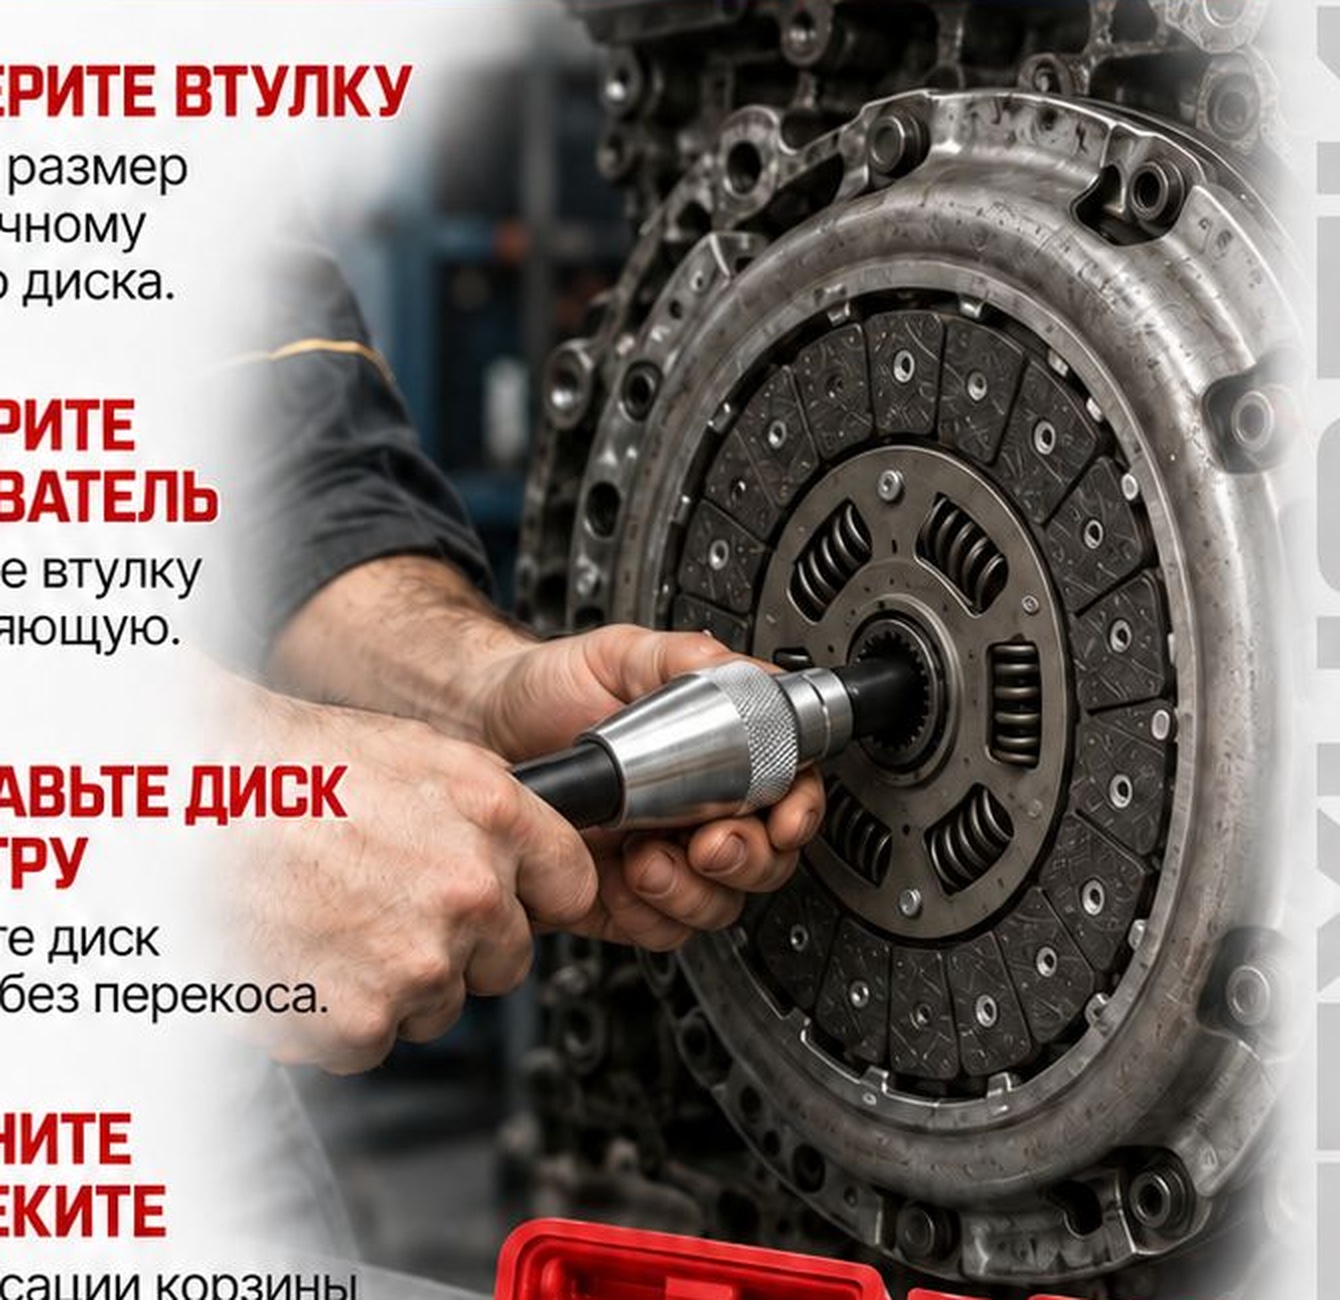 ЕРИТЕ ВТУЛКУ
размер
чному
о диска.
РИТЕ
ВАТЕЛЬ
е втулку
яющую.
АВЬТЕ ДИСК
ТРУ
те диск
без перекоса.
НИТЕ
ЕКИТЕ
сации корзины